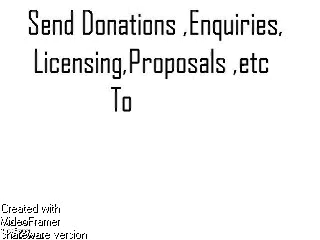 Send Donations ,Enquiries,
Licensing,Proposals ,etc
To
Created with
VideoFramer
shareware version